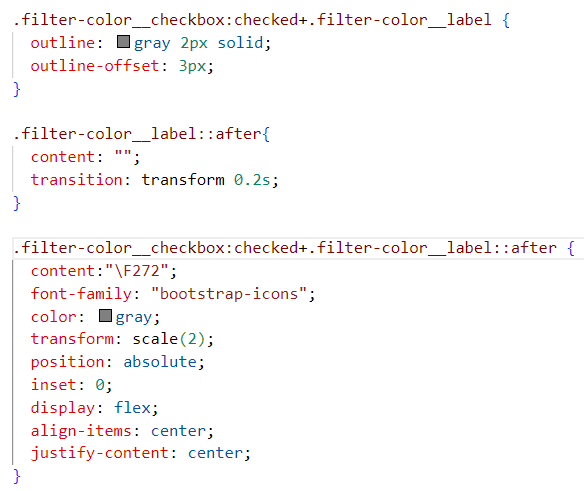 .filter-color__checkbox:checked+.filter-color__label {
outline: gray 2px solid;
outline-offset: 3px;
}
.filter-color__label::after{
content: "";
transition: transform 0.2s;
}
.filter-color__checkbox:checked+.filter-color__label::after {
content:"\F272";
font-family: "bootstrap-icons";
color: gray;
transform: scale(2);
position: absolute;
inset: 0;
display: flex;
align-items: center;
justify-content: center;
}